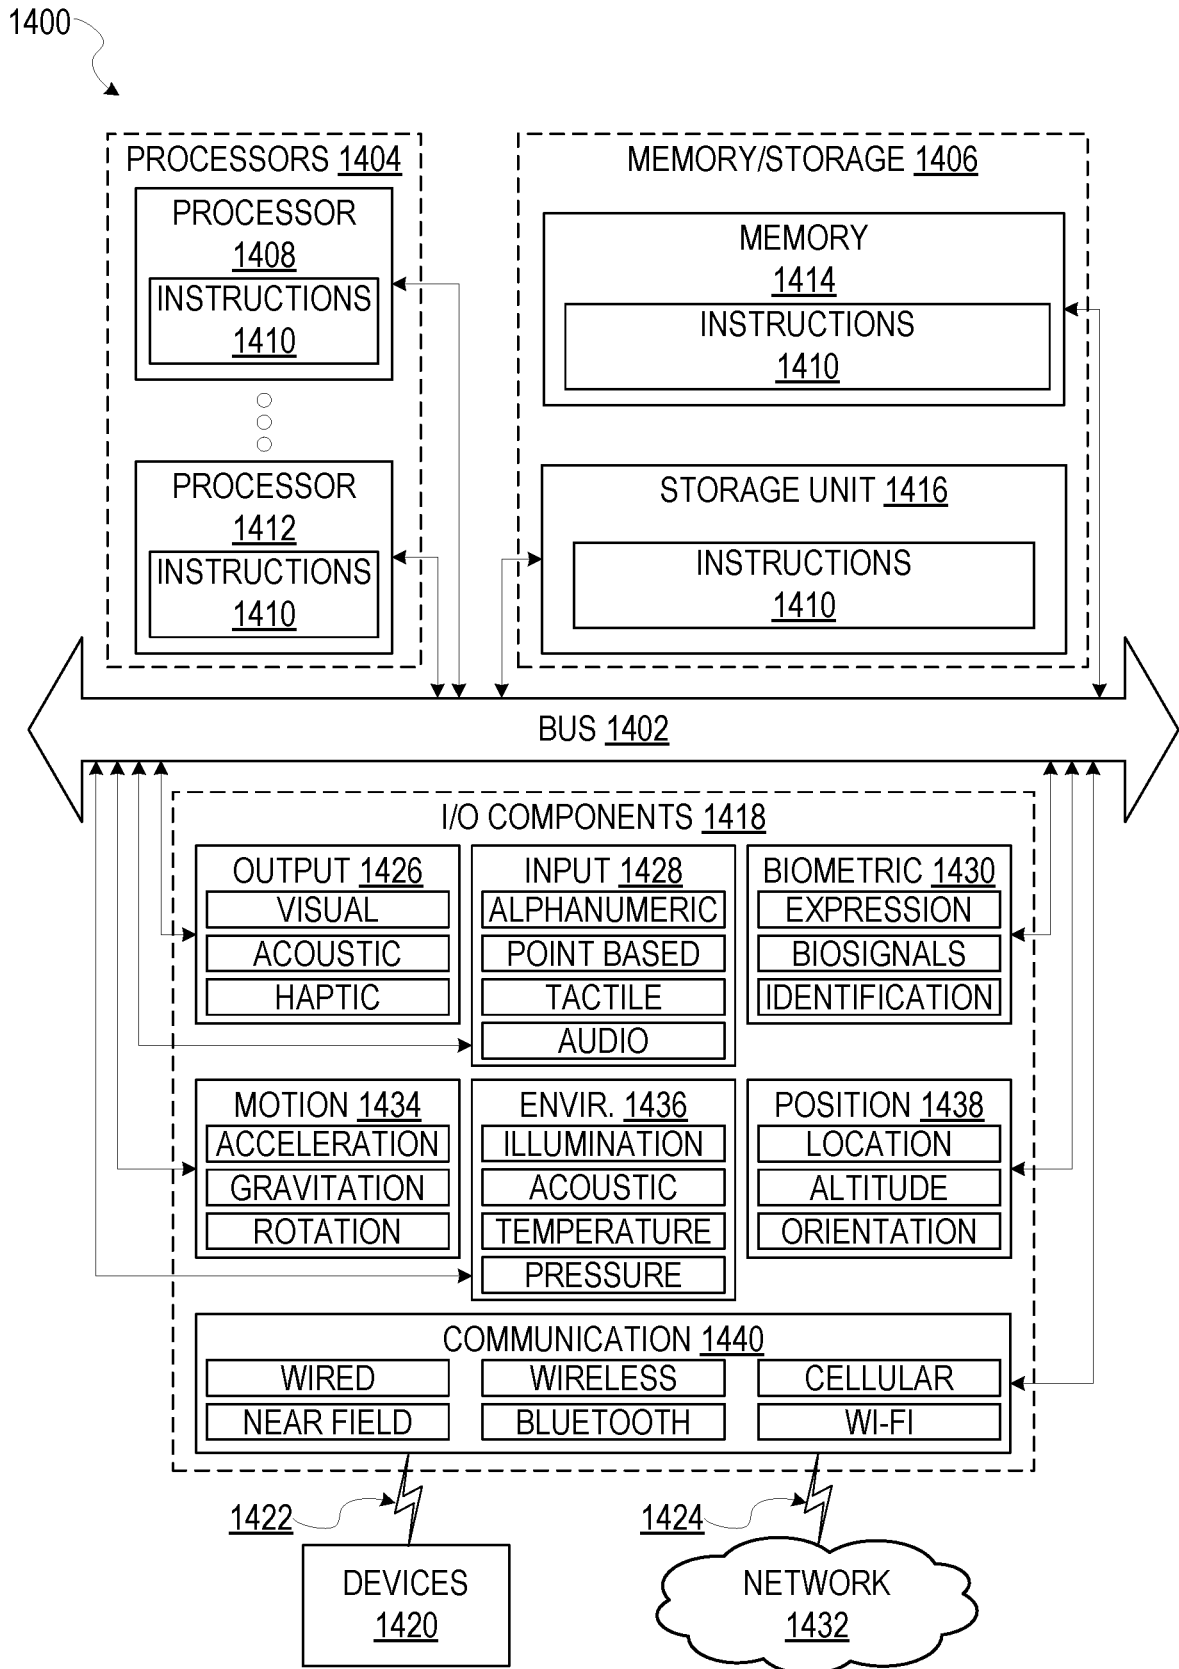 1400
PROCESSORS 1404
PROCESSOR
1408
INSTRUCTIONS
1410
PROCESSOR
1412
INSTRUCTIONS
1410
MEMORY/STORAGE 1406
MEMORY
1414
INSTRUCTIONS
1410
STORAGE UNIT 1416
INSTRUCTIONS
1410
BUS 1402
I/O COMPONENTS 1418
OUTPUT 1426
VISUAL
ACOUSTIC
HAPTIC
INPUT 1428
ALPHANUMERIC
POINT BASED
TACTILE
AUDIO
BIOMETRIC 1430
EXPRESSION
BIOSIGNALS
IDENTIFICATION
MOTION 1434
ACCELERATION
GRAVITATION
ROTATION
ENVIR. 1436
ILLUMINATION
ACOUSTIC
TEMPERATURE
PRESSURE
POSITION 1438
LOCATION
ALTITUDE
ORIENTATION
COMMUNICATION 1440
WIRED
WIRELESS
CELLULAR
NEAR FIELD
BLUETOOTH
WI-FI
1422
1424
DEVICES
1420
NETWORK
1432